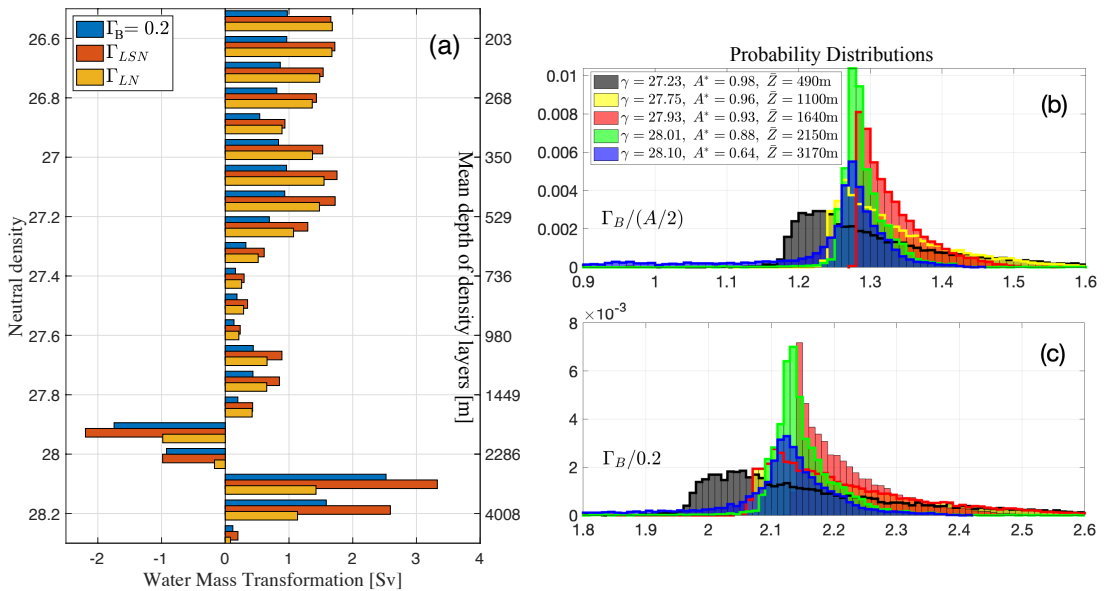 Γ_B = 0.2
Γ_LSN
Γ_LN
(a)
Neutral density
26.6
26.8
27
27.2
27.4
27.6
27.8
28
28.2
203
268
350
529
736
980
1449
2286
4008
Mean depth of density layers [m]
-2 -1 0 1 2 3 4
Water Mass Transformation [Sv]
Probability Distributions
(b)
γ = 27.23, A* = 0.98, Z̄ = 490m
γ = 27.75, A* = 0.96, Z̄ = 1100m
γ = 27.93, A* = 0.93, Z̄ = 1640m
γ = 28.01, A* = 0.88, Z̄ = 2150m
γ = 28.10, A* = 0.64, Z̄ = 3170m
0.01
0.008
0.006
0.004
0.002
0
Γ_B/(A/2)
0.9 1 1.1 1.2 1.3 1.4 1.5 1.6
×10⁻³
(c)
8
6
4
2
0
Γ_B/0.2
1.8 1.9 2 2.1 2.2 2.3 2.4 2.5 2.6